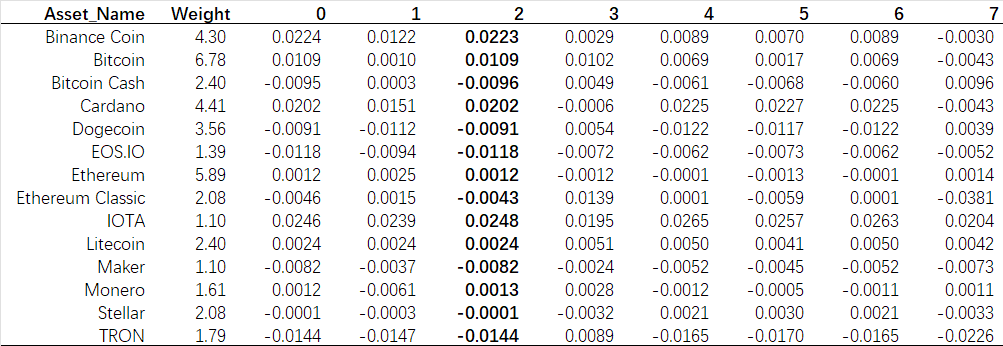 Asset_Name Weight 0 1 2 3 4 5 6 7
Binance Coin 4.30 0.0224 0.0122 0.0223 0.0029 0.0089 0.0070 0.0089 -0.0030
Bitcoin 6.78 0.0109 0.0010 0.0109 0.0102 0.0069 0.0017 0.0069 -0.0043
Bitcoin Cash 2.40 -0.0095 0.0003 -0.0096 0.0049 -0.0061 -0.0068 -0.0060 0.0096
Cardano 4.41 0.0202 0.0151 0.0202 -0.0006 0.0225 0.0227 0.0225 -0.0043
Dogecoin 3.56 -0.0091 -0.0112 -0.0091 0.0054 -0.0122 -0.0117 -0.0122 0.0039
EOS.IO 1.39 -0.0118 -0.0094 -0.0118 -0.0072 -0.0062 -0.0073 -0.0062 -0.0052
Ethereum 5.89 0.0012 0.0025 0.0012 -0.0012 -0.0001 -0.0013 -0.0001 0.0014
Ethereum Classic 2.08 -0.0046 0.0015 -0.0043 0.0139 0.0001 -0.0059 0.0001 -0.0381
IOTA 1.10 0.0246 0.0239 0.0248 0.0195 0.0265 0.0257 0.0263 0.0204
Litecoin 2.40 0.0024 0.0024 0.0024 0.0051 0.0050 0.0041 0.0050 0.0042
Maker 1.10 -0.0082 -0.0037 -0.0082 -0.0024 -0.0052 -0.0045 -0.0052 -0.0073
Monero 1.61 0.0012 -0.0061 0.0013 0.0028 -0.0012 -0.0005 -0.0011 0.0011
Stellar 2.08 -0.0001 -0.0003 -0.0001 -0.0032 0.0021 0.0030 0.0021 -0.0033
TRON 1.79 -0.0144 -0.0147 -0.0144 0.0089 -0.0165 -0.0170 -0.0165 -0.0226